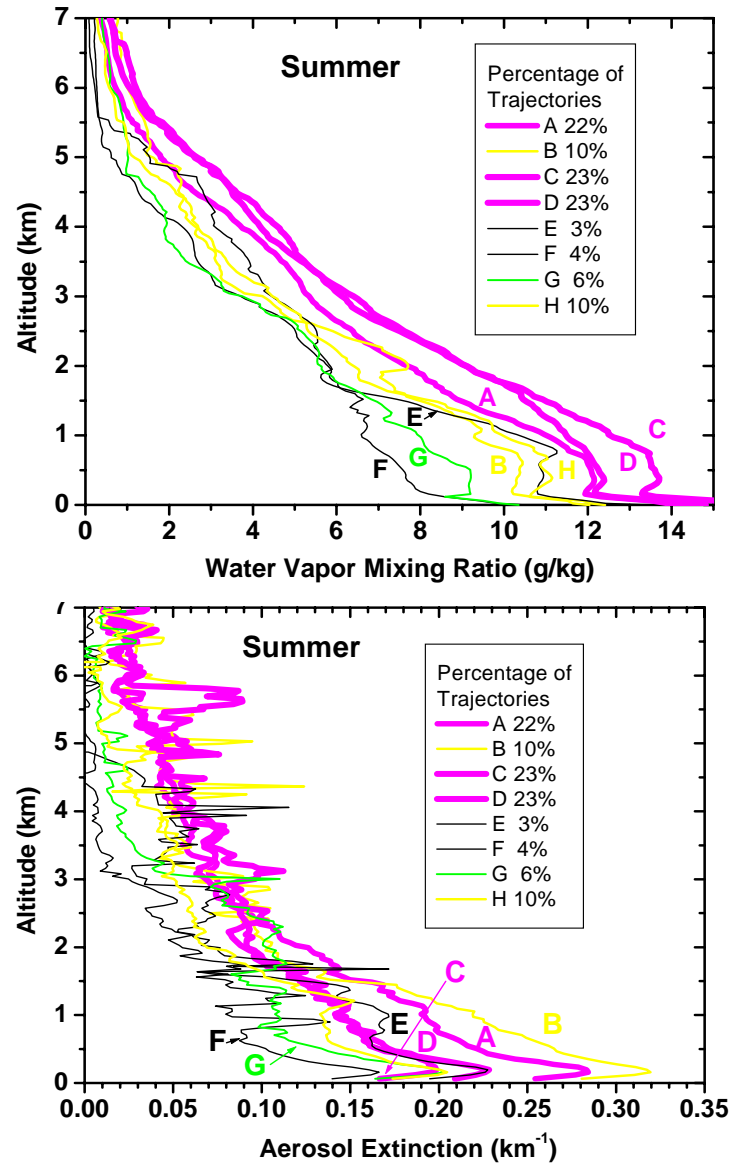 7
6
5
4
3
2
1
0
Altitude (km)
Summer
Percentage of
Trajectories
A 22%
B 10%
C 23%
D 23%
E 3%
F 4%
G 6%
H 10%
A
C
E
F
G
B
H
D
0 2 4 6 8 10 12 14
Water Vapor Mixing Ratio (g/kg)
7
6
5
4
3
2
1
0
Altitude (km)
Summer
Percentage of
Trajectories
A 22%
B 10%
C 23%
D 23%
E 3%
F 4%
G 6%
H 10%
C
F
E
D
A
B
G
0.00 0.05 0.10 0.15 0.20 0.25 0.30 0.35
Aerosol Extinction (km⁻¹)